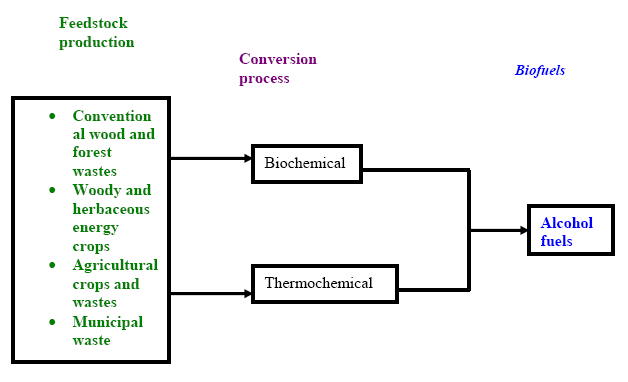 Feedstock
production
Conversion
process
Biofuels
• Convention
al wood and
forest
wastes
• Woody and
herbaceous
energy
crops
• Agricultural
crops and
wastes
• Municipal
waste
Biochemical
Thermochemical
Alcohol
fuels